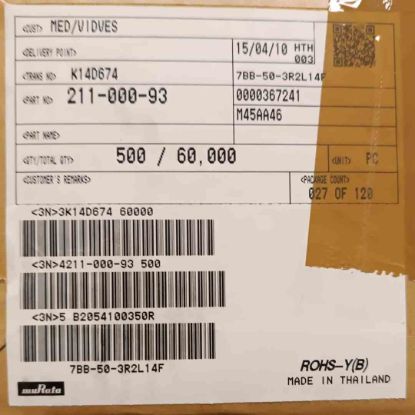 <CUST> MED/VIDVES
<DELIVERY POINT> 15/04/10 HTH 003
<TRANS NO> K14D674 7BB-50-3R2L14F
<PART NO> 211-000-93 0000367241
M45AA46
<PART NAME>
<QTY/TOTAL QTY> 500 / 60,000 <UNIT> PC
<CUSTOMER'S REMARKS> <PACKAGE COUNT>
027 OF 120
<3N>3K14D674 60000
<3N>4211-000-93 500
<3N>5 B2054100350R
7BB-50-3R2L14F
ROHS-Y(B)
muRata MADE IN THAILAND